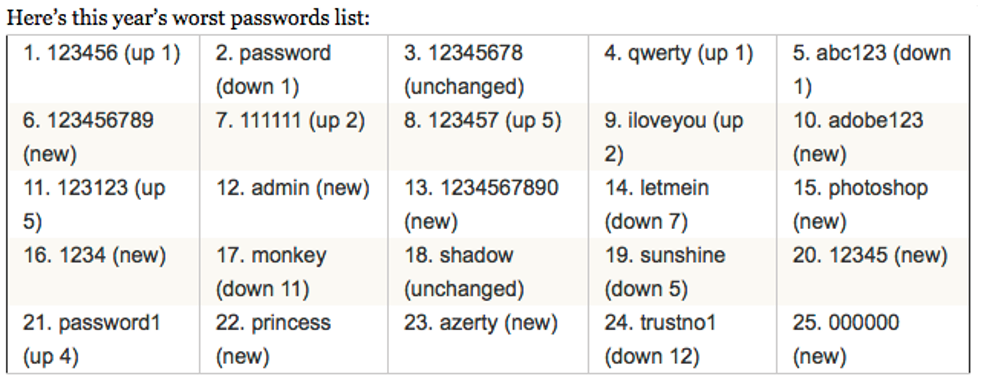 Here’s this year’s worst passwords list:
1. 123456 (up 1)
2. password
(down 1)
3. 12345678
(unchanged)
4. qwerty (up 1)
5. abc123 (down
1)
6. 123456789
(new)
7. 111111 (up 2)
8. 123457 (up 5)
9. iloveyou (up
2)
10. adobe123
(new)
11. 123123 (up
5)
12. admin (new)
13. 1234567890
(new)
14. letmein
(down 7)
15. photoshop
(new)
16. 1234 (new)
17. monkey
(down 11)
18. shadow
(unchanged)
19. sunshine
(down 5)
20. 12345 (new)
21. password1
(up 4)
22. princess
(new)
23. azerty (new)
24. trustno1
(down 12)
25. 000000
(new)